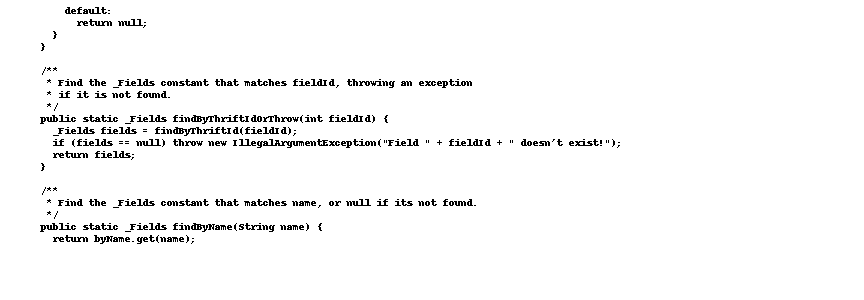 default:
return null;
}
}
/**
* Find the _Fields constant that matches fieldId, throwing an exception
* if it is not found.
*/
public static _Fields findByThriftIdOrThrow(int fieldId) {
_Fields fields = findByThriftId(fieldId);
if (fields == null) throw new IllegalArgumentException("Field " + fieldId + " doesn't exist!");
return fields;
}
/**
* Find the _Fields constant that matches name, or null if its not found.
*/
public static _Fields findByName(String name) {
return byName.get(name);